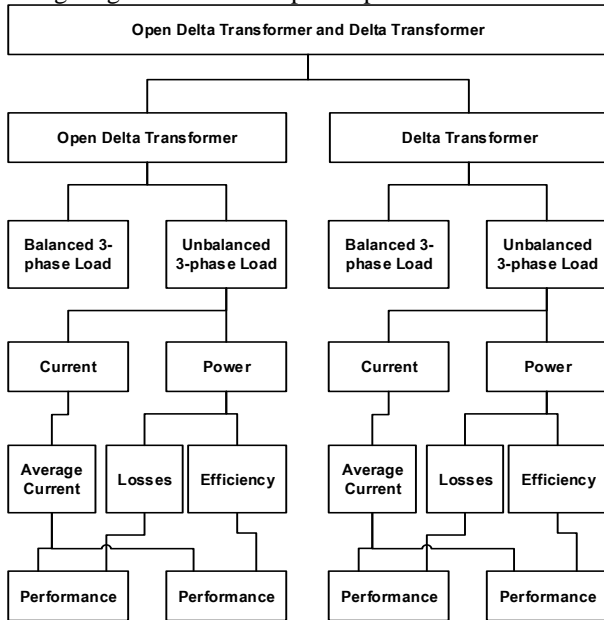 Open Delta Transformer and Delta Transformer
Open Delta Transformer
Delta Transformer
Balanced 3-
phase Load
Unbalanced
3-phase Load
Balanced 3-
phase Load
Unbalanced
3-phase Load
Current
Power
Current
Power
Average
Current
Losses
Efficiency
Average
Current
Losses
Efficiency
Performance
Performance
Performance
Performance